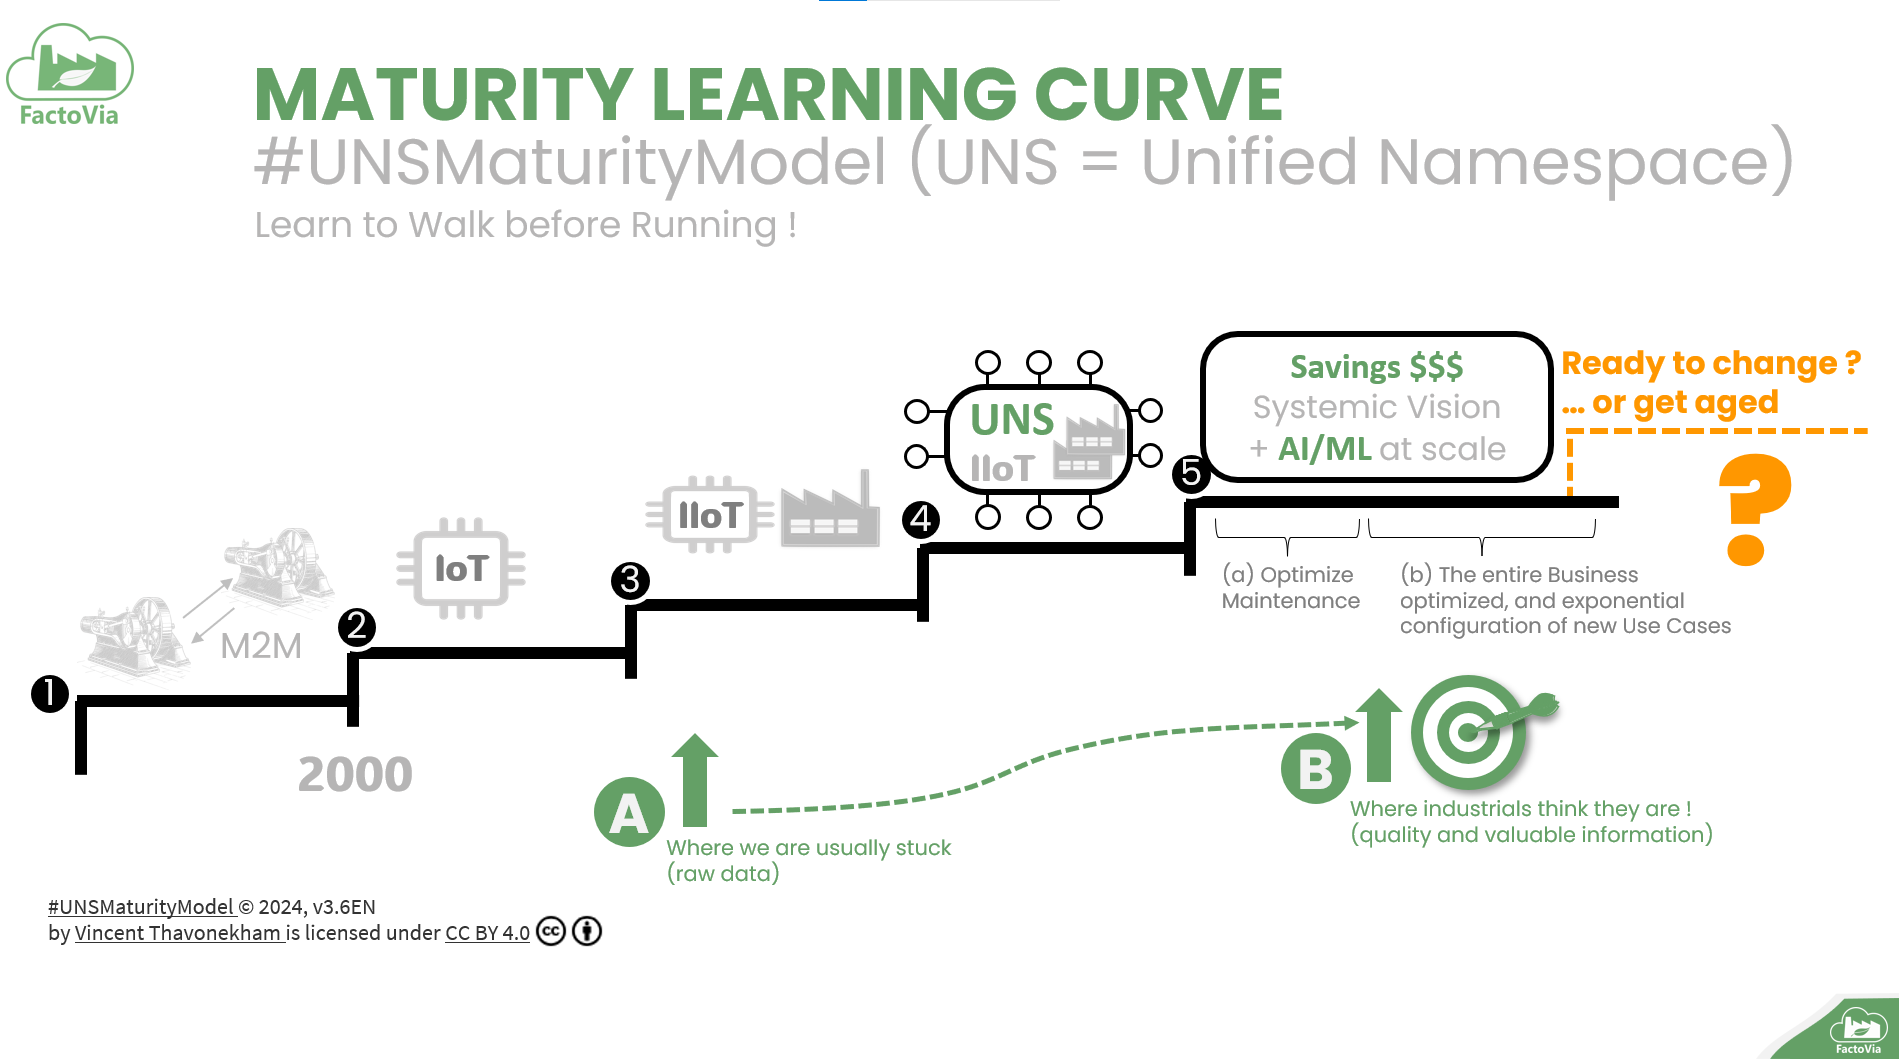 FactoVia
MATURITY LEARNING CURVE
#UNSMaturityModel (UNS = Unified Namespace)
Learn to Walk before Running !
1
M2M
2
2000
IoT
3
IIoT
4
UNS
IIoT
5
Savings $$$
Systemic Vision
+ AI/ML at scale
Ready to change ?
... or get aged
?
(a) Optimize
Maintenance
(b) The entire Business
optimized, and exponential
configuration of new Use Cases
A
Where we are usually stuck
(raw data)
B
Where industrials think they are !
(quality and valuable information)
#UNSMaturityModel © 2024, v3.6EN
by Vincent Thavonekham is licensed under CC BY 4.0
cc
FactoVia